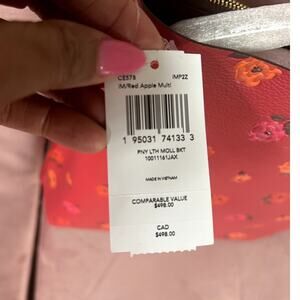 CE578 IMP2Z
IM/Red Apple Multi
1 95031 74133 3
PNY LTH MOLL BKT
10011161JAX
MADE IN VIETNAM
COMPARABLE VALUE
$498.00
CAD
$498.00